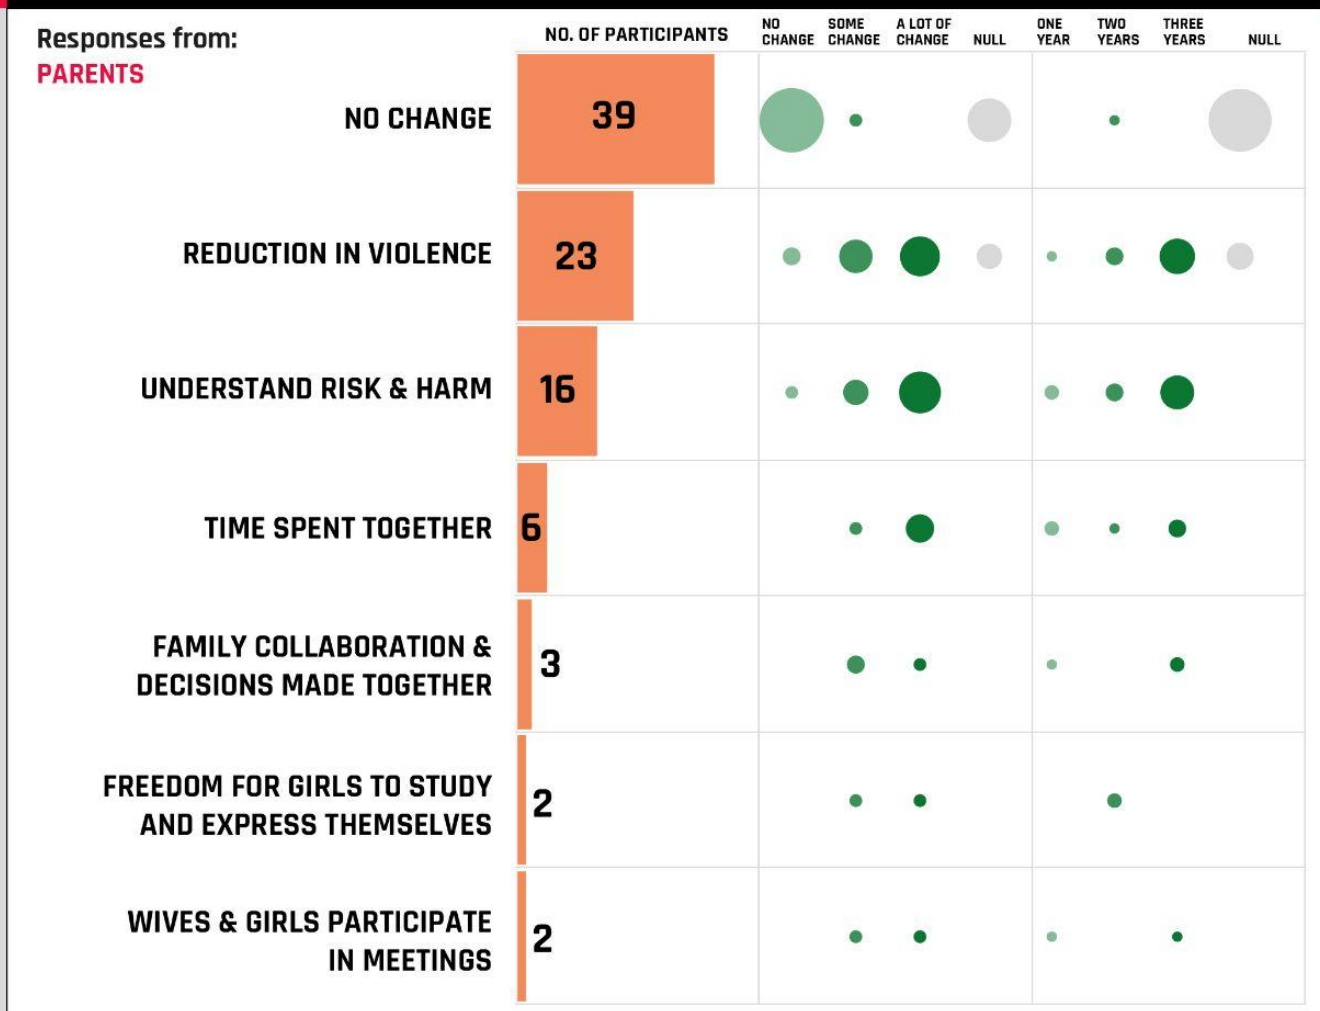 Responses from:
PARENTS
NO. OF PARTICIPANTS
NO CHANGE
SOME CHANGE
A LOT OF CHANGE
NULL
ONE YEAR
TWO YEARS
THREE YEARS
NULL
NO CHANGE
39
REDUCTION IN VIOLENCE
23
UNDERSTAND RISK & HARM
16
TIME SPENT TOGETHER
6
FAMILY COLLABORATION &
DECISIONS MADE TOGETHER
3
FREEDOM FOR GIRLS TO STUDY
AND EXPRESS THEMSELVES
2
WIVES & GIRLS PARTICIPATE
IN MEETINGS
2